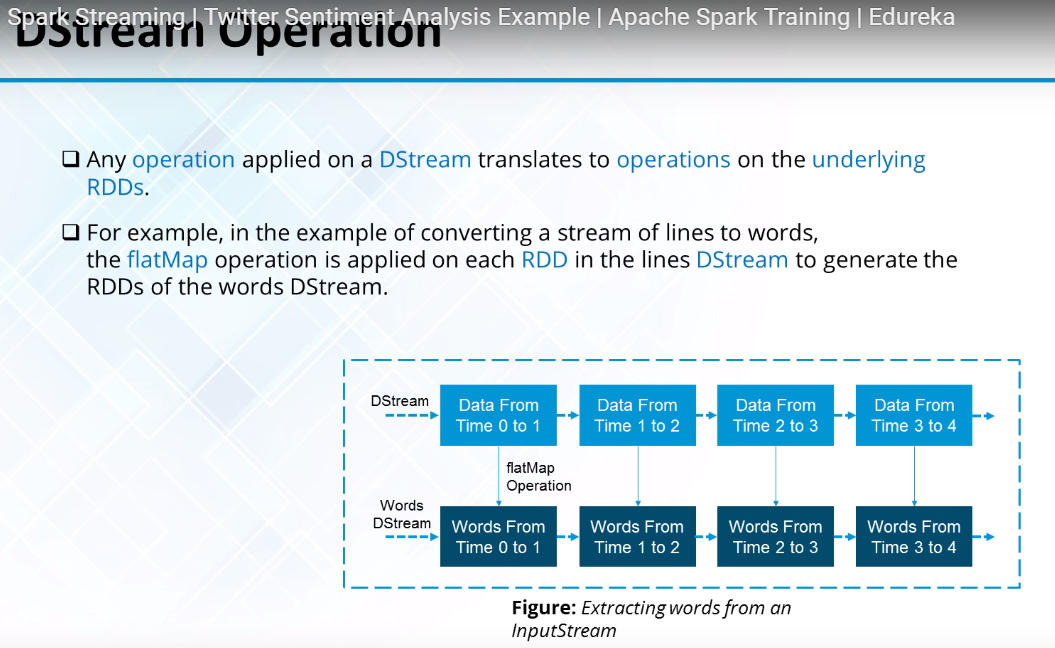 Spark Streaming | Twitter Sentiment Analysis Example | Apache Spark Training | Edureka
DStream Operation
❑ Any operation applied on a DStream translates to operations on the underlying
RDDs.
❑ For example, in the example of converting a stream of lines to words,
the flatMap operation is applied on each RDD in the lines DStream to generate the
RDDs of the words DStream.
DStream
Data From
Time 0 to 1
Data From
Time 1 to 2
Data From
Time 2 to 3
Data From
Time 3 to 4
flatMap
Operation
Words
DStream
Words From
Time 0 to 1
Words From
Time 1 to 2
Words From
Time 2 to 3
Words From
Time 3 to 4
Figure: Extracting words from an
InputStream